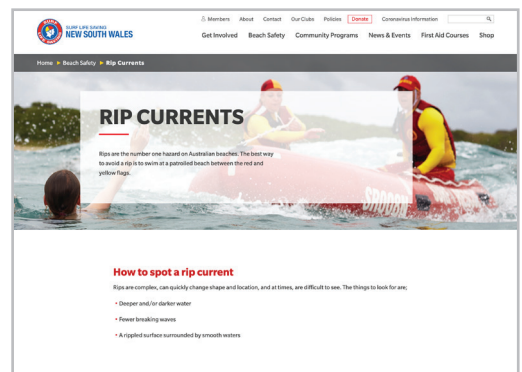 Members About Contact Our Clubs Policies Donate Coronavirus Information
SURF LIFE SAVING
NEW SOUTH WALES
Get Involved Beach Safety Community Programs News & Events First Aid Courses Shop
Home Beach Safety Rip Currents
RIP CURRENTS
Rips are the number one hazard on Australian beaches. The best way
to avoid a rip is to swim at a patrolled beach between the red and
yellow flags.
How to spot a rip current
Rips are complex, can quickly change shape and location, and at times, are difficult to see. The things to look for are;
• Deeper and/or darker water
• Fewer breaking waves
• A rippled surface surrounded by smooth waters